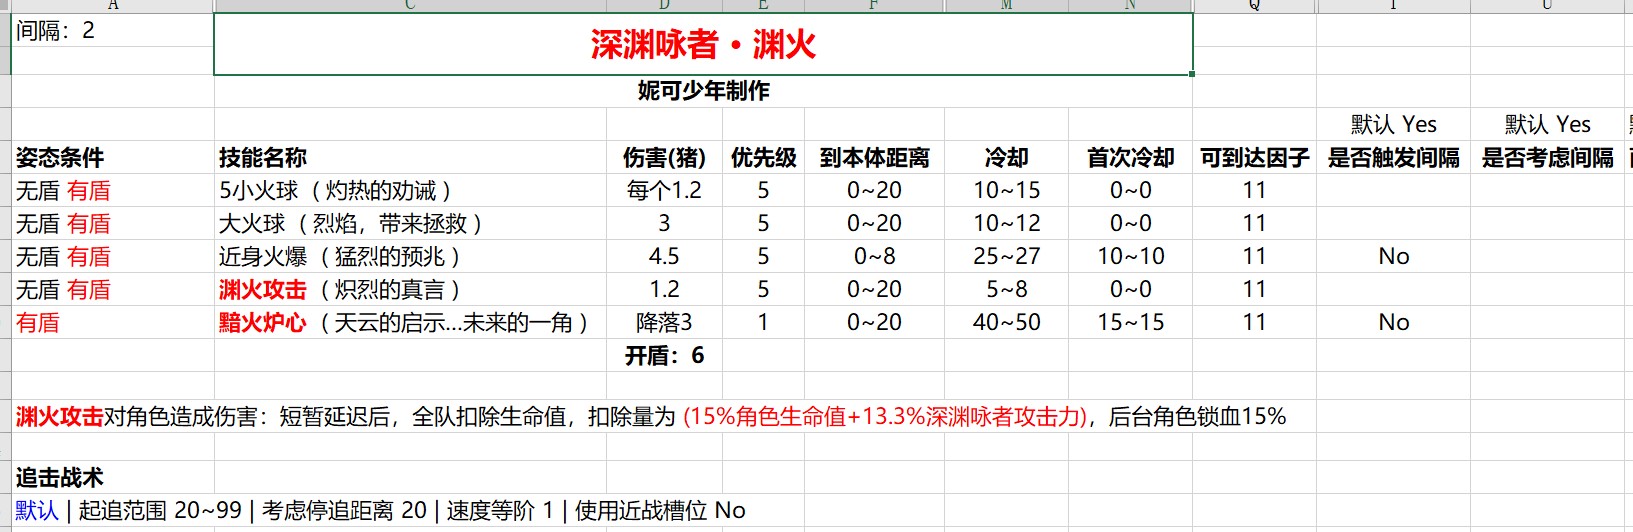 A C D E F M N Q T U
间隔：2
深渊咏者 • 渊火
妮可少年制作
默认 Yes 默认 Yes
姿态条件 技能名称 伤害(猪) 优先级 到本体距离 冷却 首次冷却 可到达因子 是否触发间隔 是否考虑间隔
无盾 有盾 5小火球（灼热的劝诫） 每个1.2 5 0~20 10~15 0~0 11
无盾 有盾 大火球（烈焰，带来拯救） 3 5 0~20 10~12 0~0 11
无盾 有盾 近身火爆（猛烈的预兆） 4.5 5 0~8 25~27 10~10 11 No
无盾 有盾 渊火攻击（炽烈的真言） 1.2 5 0~20 5~8 0~0 11
有盾 黯火炉心（天云的启示...未来的一角） 降落3 1 0~20 40~50 15~15 11 No
开盾：6
渊火攻击对角色造成伤害：短暂延迟后，全队扣除生命值，扣除量为 (15%角色生命值+13.3%深渊咏者攻击力)，后台角色锁血15%
追击战术
默认 | 起追范围 20~99 | 考虑停追距离 20 | 速度等阶 1 | 使用近战槽位 No